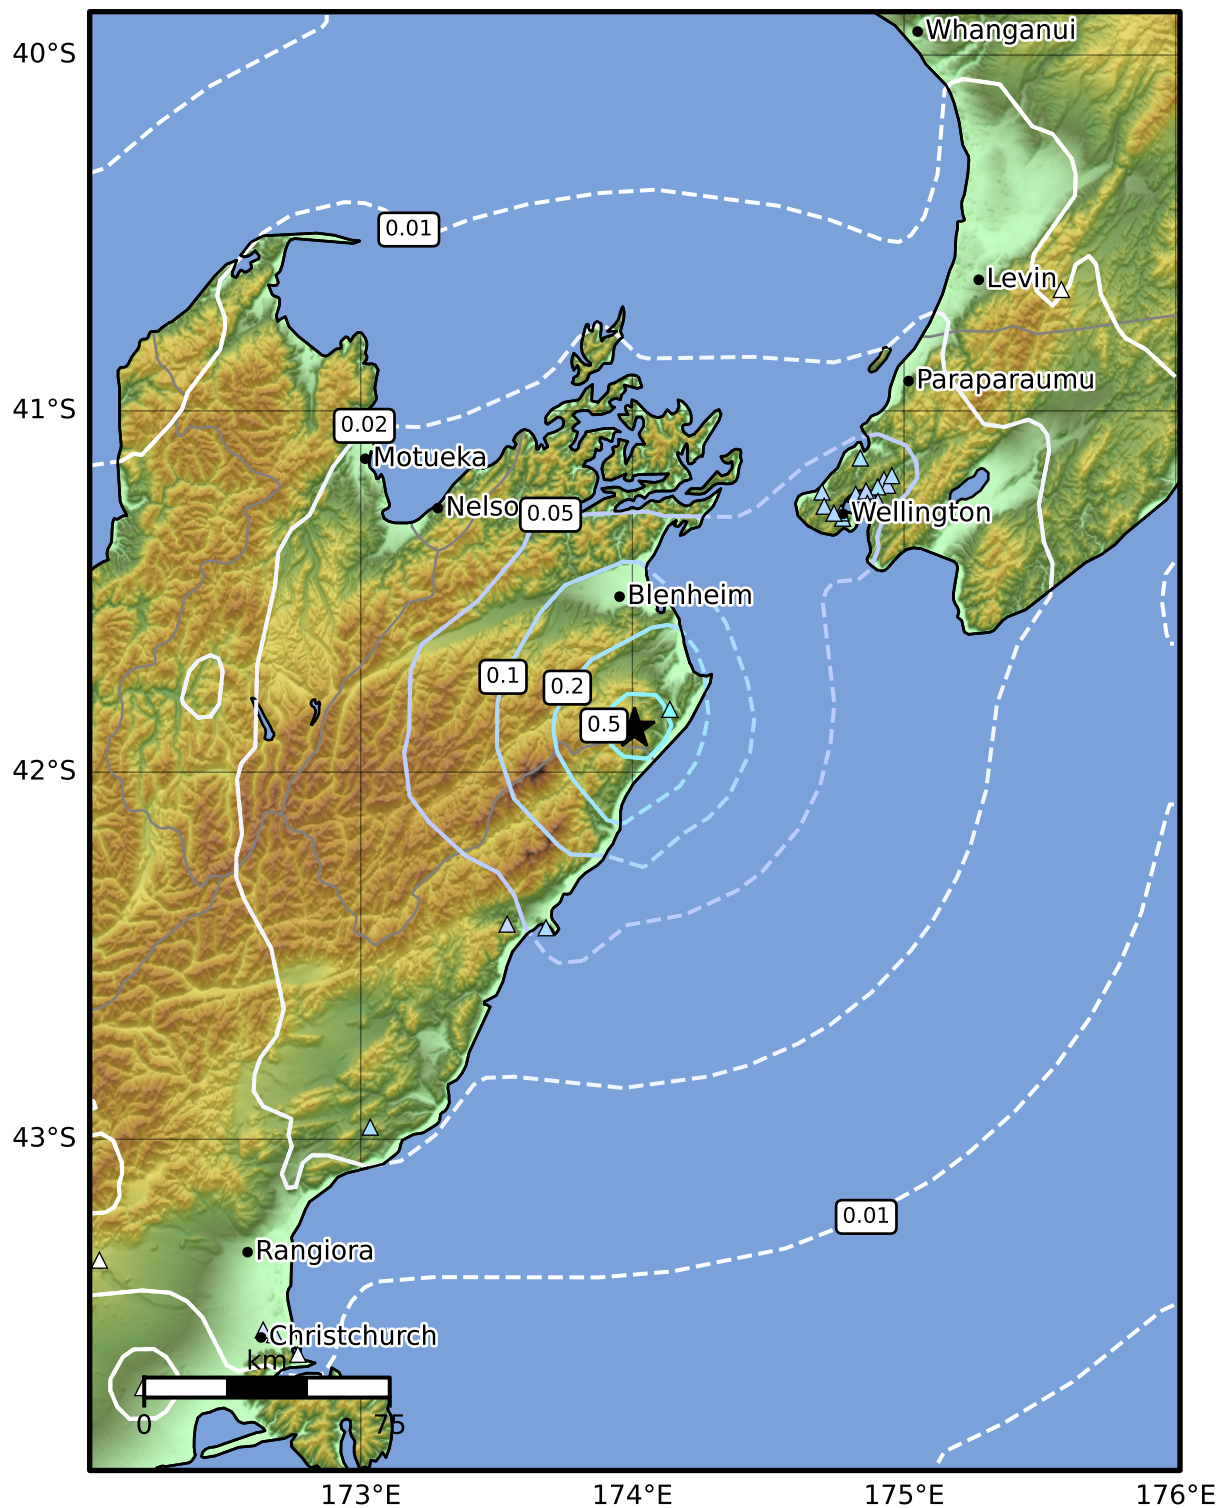 40°S
Whanganui
0.01
Levin
Paraparaumu
41°S
0.02
Motueka
Nelso
0.05
Wellington
Blenheim
0.1
0.2
0.5
42°S
43°S
0.01
Rangiora
Christchurch
km
0
75
173°E
174°E
175°E
176°E